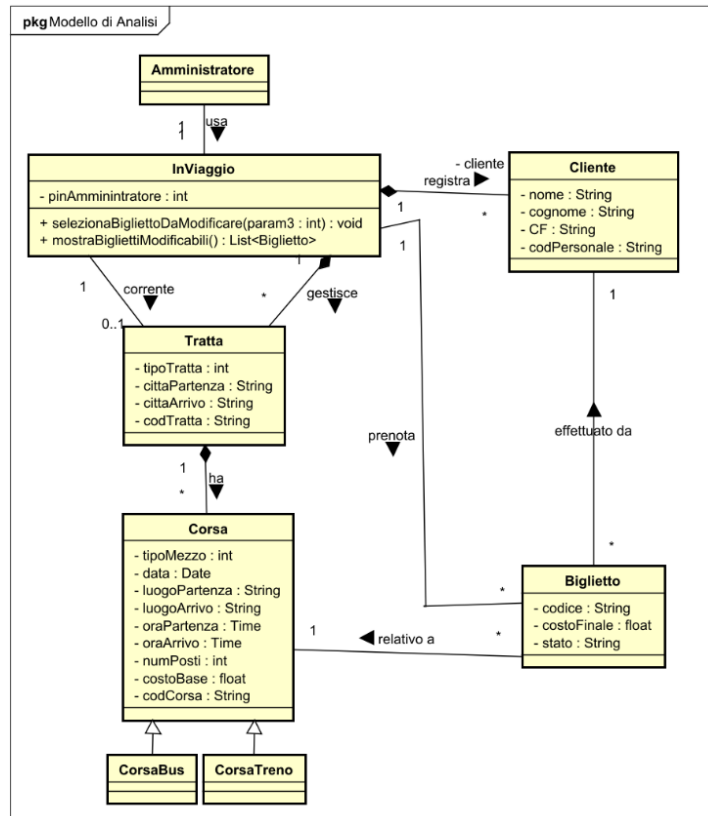 pkg Modello di Analisi
Amministratore
1
usa
1
InViaggio
- pinAmminintratore : int
+ selezionaBigliettoDaModificare(param3 : int) : void
+ mostraBigliettiModificabili() : List<Biglietto>
- cliente
registra
1
*
Cliente
- nome : String
- cognome : String
- CF : String
- codPersonale : String
1
1
1
1
corrente
*
gestisce
0..1
Tratta
- tipoTratta : int
- cittaPartenza : String
- cittaArrivo : String
- codTratta : String
prenota
effettuato da
1
ha
*
Corsa
- tipoMezzo : int
- data : Date
- luogoPartenza : String
- luogoArrivo : String
- oraPartenza : Time
- oraArrivo : Time
- numPosti : int
- costoBase : float
- codCorsa : String
*
*
Biglietto
- codice : String
- costoFinale : float
- stato : String
1
relativo a
*
CorsaBus
CorsaTreno